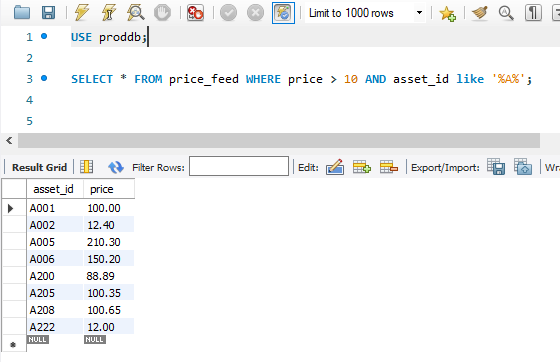 Limit to 1000 rows
1 USE proddb;
2
3 SELECT * FROM price_feed WHERE price > 10 AND asset_id like '%A%';
4
5
Result Grid Filter Rows: Edit: Export/Import: Wra
asset_id price
A001 100.00
A002 12.40
A005 210.30
A006 150.20
A200 88.89
A205 100.35
A208 100.65
A222 12.00
NULL NULL